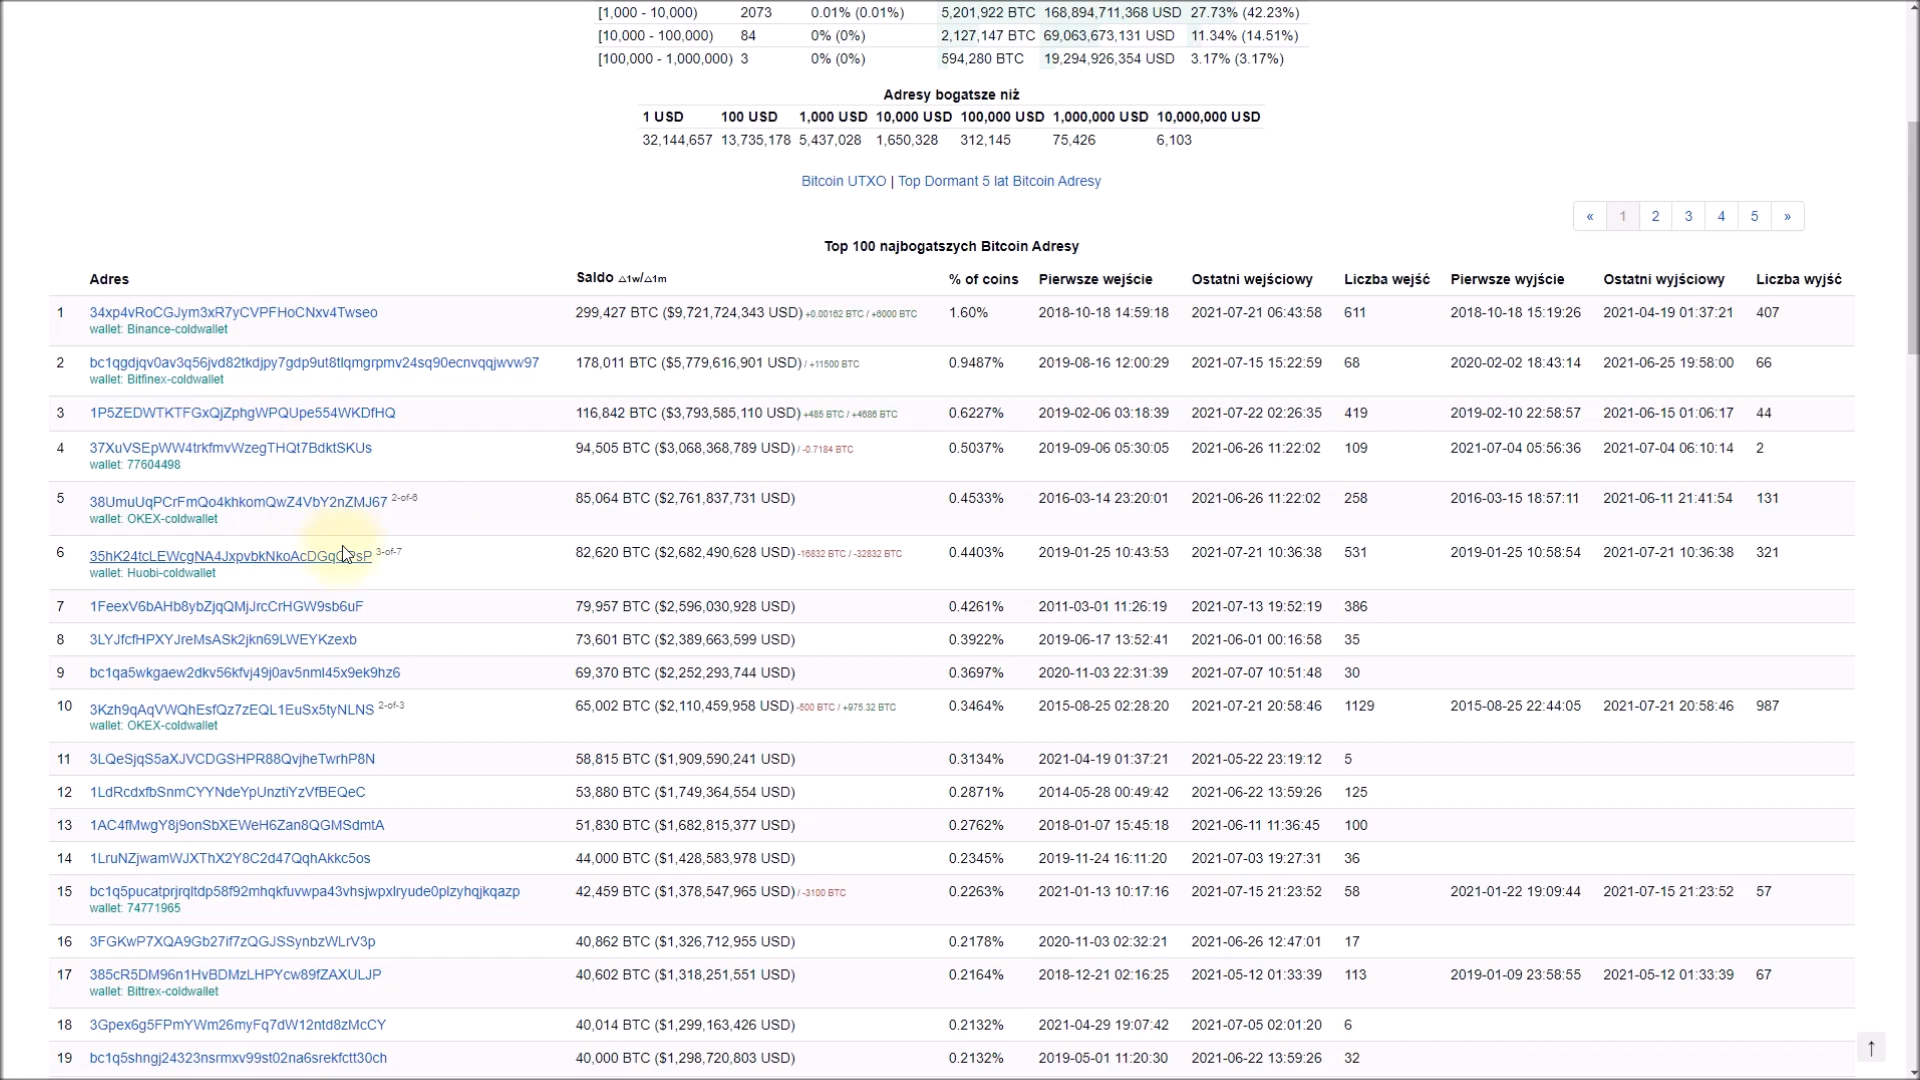 [1,000 - 10,000) 2073 0.01% (0.01%) 5,201,922 BTC 168,894,711,368 USD 27.73% (42.23%)
[10,000 - 100,000) 84 0% (0%) 2,127,147 BTC 69,063,673,131 USD 11.34% (14.51%)
[100,000 - 1,000,000) 3 0% (0%) 594,280 BTC 19,294,926,354 USD 3.17% (3.17%)
Adresy bogatsze niż
1 USD 100 USD 1,000 USD 10,000 USD 100,000 USD 1,000,000 USD 10,000,000 USD
32,144,657 13,735,178 5,437,028 1,650,328 312,145 75,426 6,103
Bitcoin UTXO | Top Dormant 5 lat Bitcoin Adresy
« 1 2 3 4 5 »
Top 100 najbogatszych Bitcoin Adresy
Adres Saldo △1w/△1m % of coins Pierwsze wejście Ostatni wejściowy Liczba wejść Pierwsze wyjście Ostatni wyjściowy Liczba wyjść
1 34xp4vRoCGJym3xR7yCVPFHoCNxv4Twseo 299,427 BTC ($9,721,724,343 USD) +0.00162 BTC / +6000 BTC 1.60% 2018-10-18 14:59:18 2021-07-21 06:43:58 611 2018-10-18 15:19:26 2021-04-19 01:37:21 407
wallet: Binance-coldwallet
2 bc1qgdjqv0av3q56jvd82tkdjpy7gdp9ut8tlqmgrpmv24sq90ecnvqqjwvw97 178,011 BTC ($5,779,616,901 USD) / +11500 BTC 0.9487% 2019-08-16 12:00:29 2021-07-15 15:22:59 68 2020-02-02 18:43:14 2021-06-25 19:58:00 66
wallet: Bitfinex-coldwallet
3 1P5ZEDWTKTFGxQjZphgWPQUpe554WKDfHQ 116,842 BTC ($3,793,585,110 USD) +485 BTC / +4686 BTC 0.6227% 2019-02-06 03:18:39 2021-07-22 02:26:35 419 2019-02-10 22:58:57 2021-06-15 01:06:17 44
4 37XuVSEpWW4trkfmvWzegTHQt7BdktSKUs 94,505 BTC ($3,068,368,789 USD) / -0.7184 BTC 0.5037% 2019-09-06 05:30:05 2021-06-26 11:22:02 109 2021-07-04 05:56:36 2021-07-04 06:10:14 2
wallet: 77604498
5 38UmuUqPCrFmQo4khkomQwZ4VbY2nZMJ67 2-of-6 85,064 BTC ($2,761,837,731 USD) 0.4533% 2016-03-14 23:20:01 2021-06-26 11:22:02 258 2016-03-15 18:57:11 2021-06-11 21:41:54 131
wallet: OKEX-coldwallet
6 3-of-7 82,620 BTC ($2,682,490,628 USD) -16832 BTC / -32832 BTC 0.4403% 2019-01-25 10:43:53 2021-07-21 10:36:38 531 2019-01-25 10:58:54 2021-07-21 10:36:38 321
wallet: Huobi-coldwallet
7 1FeexV6bAHb8ybZjqQMjJrcCrHGW9sb6uF 79,957 BTC ($2,596,030,928 USD) 0.4261% 2011-03-01 11:26:19 2021-07-13 19:52:19 386
8 3LYJfcfHPXYJreMsASk2jkn69LWEYKzexb 73,601 BTC ($2,389,663,599 USD) 0.3922% 2019-06-17 13:52:41 2021-06-01 00:16:58 35
9 bc1qa5wkgaew2dkv56kfvj49j0av5nml45x9ek9hz6 69,370 BTC ($2,252,293,744 USD) 0.3697% 2020-11-03 22:31:39 2021-07-07 10:51:48 30
10 3Kzh9qAqVWQhEsfQz7zEQL1EuSx5tyNLNS 2-of-3 65,002 BTC ($2,110,459,958 USD) -500 BTC / +975.32 BTC 0.3464% 2015-08-25 02:28:20 2021-07-21 20:58:46 1129 2015-08-25 22:44:05 2021-07-21 20:58:46 987
wallet: OKEX-coldwallet
11 3LQeSjqS5aXJVCDGSHPR88QvjheTwrhP8N 58,815 BTC ($1,909,590,241 USD) 0.3134% 2021-04-19 01:37:21 2021-05-22 23:19:12 5
12 1LdRcdxfbSnmCYYNdeYpUnztiYzVfBEQeC 53,880 BTC ($1,749,364,554 USD) 0.2871% 2014-05-28 00:49:42 2021-06-22 13:59:26 125
13 1AC4fMwgY8j9onSbXEWeH6Zan8QGMSdmtA 51,830 BTC ($1,682,815,377 USD) 0.2762% 2018-01-07 15:45:18 2021-06-11 11:36:45 100
14 1LruNZjwamWJXThX2Y8C2d47QqhAkkc5os 44,000 BTC ($1,428,583,978 USD) 0.2345% 2019-11-24 16:11:20 2021-07-03 19:27:31 36
15 bc1q5pucatprjrqltdp58f92mhqkfuvwpa43vhsjwpxlryude0plzyhqjkqazp 42,459 BTC ($1,378,547,965 USD) / -3100 BTC 0.2263% 2021-01-13 10:17:16 2021-07-15 21:23:52 58 2021-01-22 19:09:44 2021-07-15 21:23:52 57
wallet: 74771965
16 3FGKwP7XQA9Gb27if7zQGJSSynbzWLrV3p 40,862 BTC ($1,326,712,955 USD) 0.2178% 2020-11-03 02:32:21 2021-06-26 12:47:01 17
17 385cR5DM96n1HvBDMzLHPYcw89fZAXULJP 40,602 BTC ($1,318,251,551 USD) 0.2164% 2018-12-21 02:16:25 2021-05-12 01:33:39 113 2019-01-09 23:58:55 2021-05-12 01:33:39 67
wallet: Bittrex-coldwallet
18 3Gpex6g5FPmYWm26myFq7dW12ntd8zMcCY 40,014 BTC ($1,299,163,426 USD) 0.2132% 2021-04-29 19:07:42 2021-07-05 02:01:20 6
19 bc1q5shngj24323nsrmxv99st02na6srekfctt30ch 40,000 BTC ($1,298,720,803 USD) 0.2132% 2019-05-01 11:20:30 2021-06-22 13:59:26 32